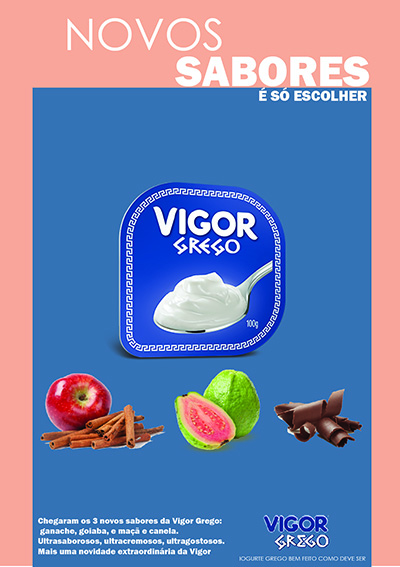 NOVOS
SABORES
É SÓ ESCOLHER
VIGOR
GREGO
100g
Chegaram os 3 novos sabores da Vigor Grego:
ganache, goiaba, e maçã e canela.
Ultrasaborosos, ultracremosos, ultragostosos.
Mais uma novidade extraordinária da Vigor
VIGOR
GREGO
IOGURTE GREGO BEM FEITO COMO DEVE SER